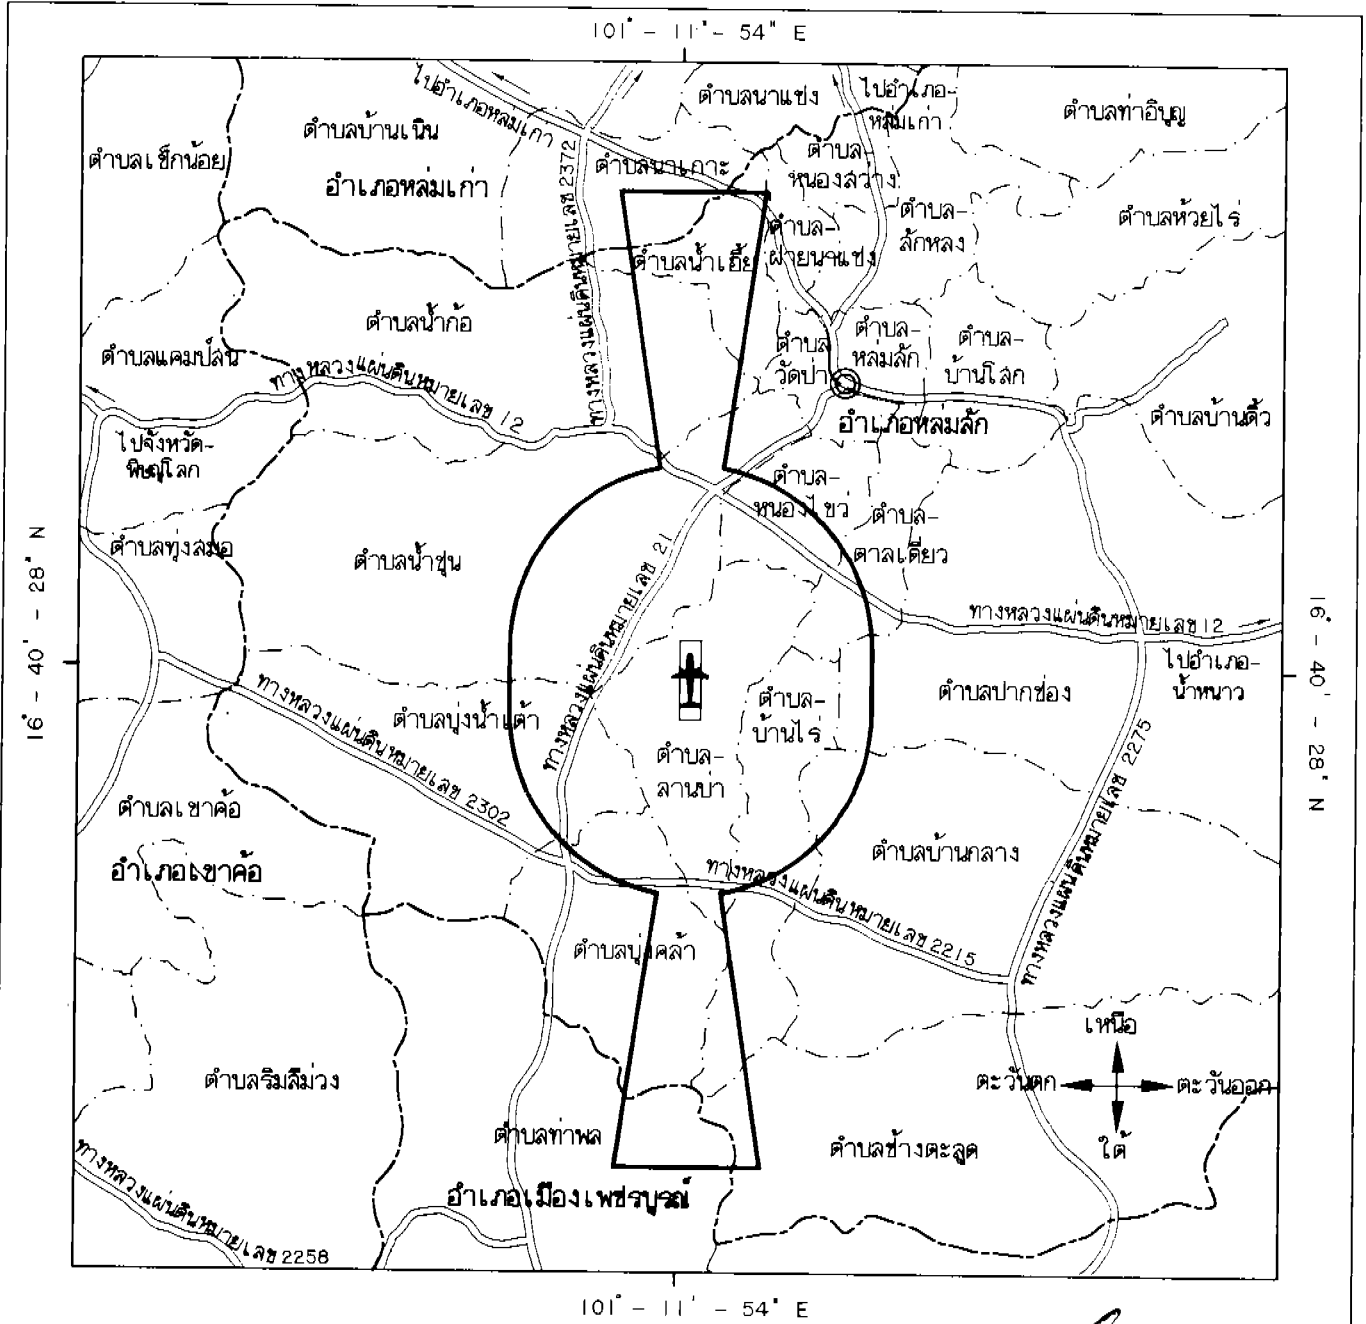 101° - 11' - 54" E
ไปอำเภอหล่มเก่า
ตำบลนาแซง
ไปอำเภอ-
หล่มเก่า
ตำบลท่าอิบุญ
ตำบลบ้านเนิน
ตำบลเข็กน้อย
อำเภอหล่มเก่า
ตำบลนาเกาะ
ตำบล-
หนองสว่าง
ตำบลห้วยไร่
ตำบล-
สักหลง
ตำบล-
ฝายนาแซง
ตำบลน้ำเฮี้ย
ทางหลวงแผ่นดินหมายเลข 2372
ตำบลน้ำก้อ
ตำบลแคมป์สน
ทางหลวงแผ่นดินหมายเลข 12
ตำบล
วัดป่า
ตำบล-
หล่มสัก
ตำบล-
บ้านโสก
อำเภอหล่มสัก
ตำบลบ้านติ้ว
ไปจังหวัด-
พิษณุโลก
ตำบล-
หนองไขว่
ตำบล-
ตาลเดี่ยว
ตำบลทุ่งสมอ
ตำบลน้ำชุน
ทางหลวงแผ่นดินหมายเลข 21
16° - 40' - 28" N
16° - 40' - 28" N
ทางหลวงแผ่นดินหมายเลข 12
ไปอำเภอ-
น้ำหนาว
ตำบลปากช่อง
ตำบล-
บ้านไร่
ตำบลบุ่งน้ำเต้า
ทางหลวงแผ่นดินหมายเลข 2302
ตำบล-
ลานบ่า
ทางหลวงแผ่นดินหมายเลข 2275
ตำบลเขาค้อ
อำเภอเขาค้อ
ตำบลบ้านกลาง
ทางหลวงแผ่นดินหมายเลข 2215
ตำบลบุ่งคล้า
เหนือ
ตะวันตก
ตะวันออก
ใต้
ตำบลริมสีม่วง
ตำบลท่าพล
ตำบลช้างตะลูด
อำเภอเมืองเพชรบูรณ์
ทางหลวงแผ่นดินหมายเลข 2258
101° - 11' - 54" E